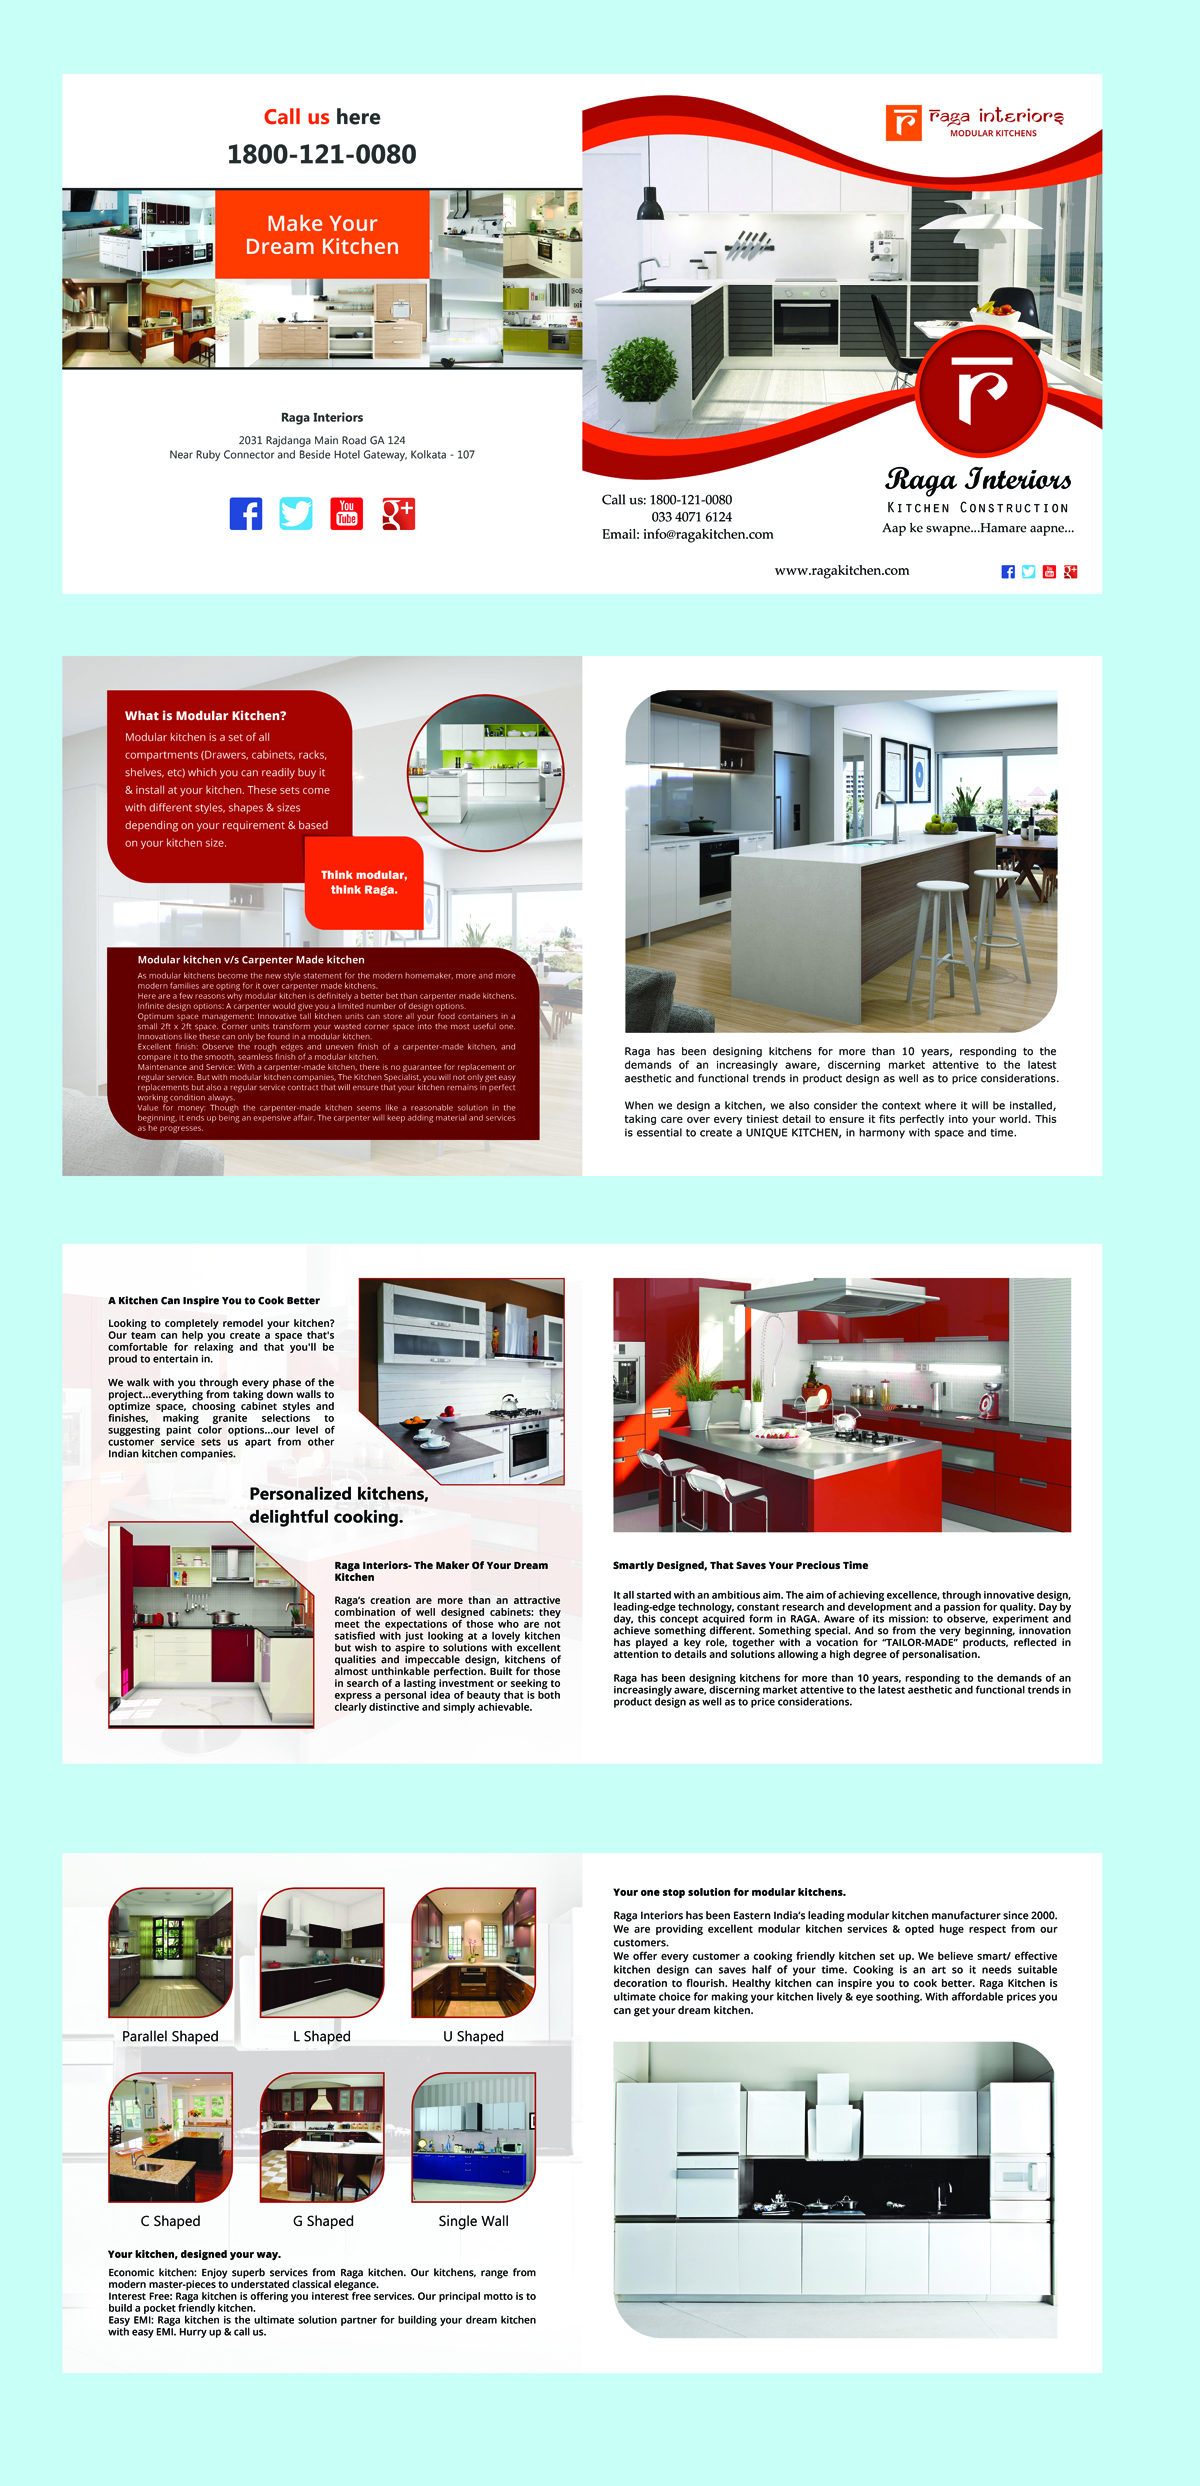 Call us here
1800-121-0080
Make Your
Dream Kitchen
Raga Interiors
2031 Rajdanga Main Road GA 124
Near Ruby Connector and Beside Hotel Gateway, Kolkata - 107
You
Tube
g+
raga interiors
MODULAR KITCHENS
Raga Interiors
KITCHEN CONSTRUCTION
Aap ke swapne...Hamare aapne...
Call us: 1800-121-0080
033 4071 6124
Email: info@ragakitchen.com
www.ragakitchen.com
What is Modular Kitchen?
Modular kitchen is a set of all
compartments (Drawers, cabinets, racks,
shelves, etc) which you can readily buy it
& install at your kitchen. These sets come
with different styles, shapes & sizes
depending on your requirement & based
on your kitchen size.
Think modular,
think Raga.
Modular kitchen v/s Carpenter Made kitchen
As modular kitchens become the new style statement for the modern homemaker, more and more
modern families are opting for it over carpenter made kitchens.
Here are a few reasons why modular kitchen is definitely a better bet than carpenter made kitchens.
Infinite design options: A carpenter would give you a limited number of design options.
Optimum space management: Innovative tall kitchen units can store all your food containers in a
small 2ft x 2ft space. Corner units transform your wasted corner space into the most useful one.
Innovations like these can only be found in a modular kitchen.
Excellent finish: Observe the rough edges and uneven finish of a carpenter-made kitchen, and
compare it to the smooth, seamless finish of a modular kitchen.
Maintenance and Service: With a carpenter-made kitchen, there is no guarantee for replacement or
regular service. But with modular kitchen companies, The Kitchen Specialist, you will not only get easy
replacements but also a regular service contract that will ensure that your kitchen remains in perfect
working condition always.
Value for money: Though the carpenter-made kitchen seems like a reasonable solution in the
beginning, it ends up being an expensive affair. The carpenter will keep adding material and services
as he progresses.
Raga has been designing kitchens for more than 10 years, responding to the
demands of an increasingly aware, discerning market attentive to the latest
aesthetic and functional trends in product design as well as to price considerations.
When we design a kitchen, we also consider the context where it will be installed,
taking care over every tiniest detail to ensure it fits perfectly into your world. This
is essential to create a UNIQUE KITCHEN, in harmony with space and time.
A Kitchen Can Inspire You to Cook Better
Looking to completely remodel your kitchen?
Our team can help you create a space that's
comfortable for relaxing and that you'll be
proud to entertain in.
We walk with you through every phase of the
project...everything from taking down walls to
optimize space, choosing cabinet styles and
finishes, making granite selections to
suggesting paint color options...our level of
customer service sets us apart from other
Indian kitchen companies.
Personalized kitchens,
delightful cooking.
Raga Interiors- The Maker Of Your Dream
Kitchen
Raga's creation are more than an attractive
combination of well designed cabinets: they
meet the expectations of those who are not
satisfied with just looking at a lovely kitchen
but wish to aspire to solutions with excellent
qualities and impeccable design, kitchens of
almost unthinkable perfection. Built for those
in search of a lasting investment or seeking to
express a personal idea of beauty that is both
clearly distinctive and simply achievable.
Smartly Designed, That Saves Your Precious Time
It all started with an ambitious aim. The aim of achieving excellence, through innovative design,
leading-edge technology, constant research and development and a passion for quality. Day by
day, this concept acquired form in RAGA. Aware of its mission: to observe, experiment and
achieve something different. Something special. And so from the very beginning, innovation
has played a key role, together with a vocation for “TAILOR-MADE” products, reflected in
attention to details and solutions allowing a high degree of personalisation.
Raga has been designing kitchens for more than 10 years, responding to the demands of an
increasingly aware, discerning market attentive to the latest aesthetic and functional trends in
product design as well as to price considerations.
Parallel Shaped
L Shaped
U Shaped
C Shaped
G Shaped
Single Wall
Your kitchen, designed your way.
Economic kitchen: Enjoy superb services from Raga kitchen. Our kitchens, range from
modern master-pieces to understated classical elegance.
Interest Free: Raga kitchen is offering you interest free services. Our principal motto is to
build a pocket friendly kitchen.
Easy EMI: Raga kitchen is the ultimate solution partner for building your dream kitchen
with easy EMI. Hurry up & call us.
Your one stop solution for modular kitchens.
Raga Interiors has been Eastern India’s leading modular kitchen manufacturer since 2000.
We are providing excellent modular kitchen services & opted huge respect from our
customers.
We offer every customer a cooking friendly kitchen set up. We believe smart/ effective
kitchen design can saves half of your time. Cooking is an art so it needs suitable
decoration to flourish. Healthy kitchen can inspire you to cook better. Raga Kitchen is
ultimate choice for making your kitchen lively & eye soothing. With affordable prices you
can get your dream kitchen.